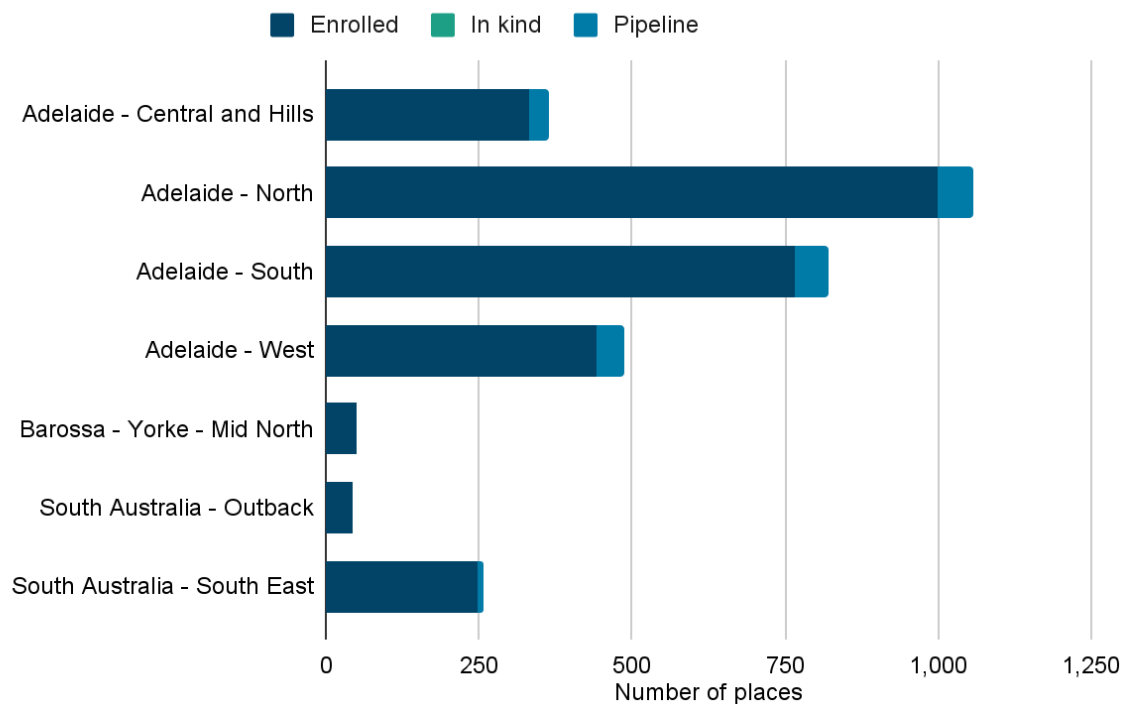 Enrolled In kind Pipeline
Adelaide - Central and Hills
Adelaide - North
Adelaide - South
Adelaide - West
Barossa - Yorke - Mid North
South Australia - Outback
South Australia - South East
0 250 500 750 1,000 1,250
Number of places